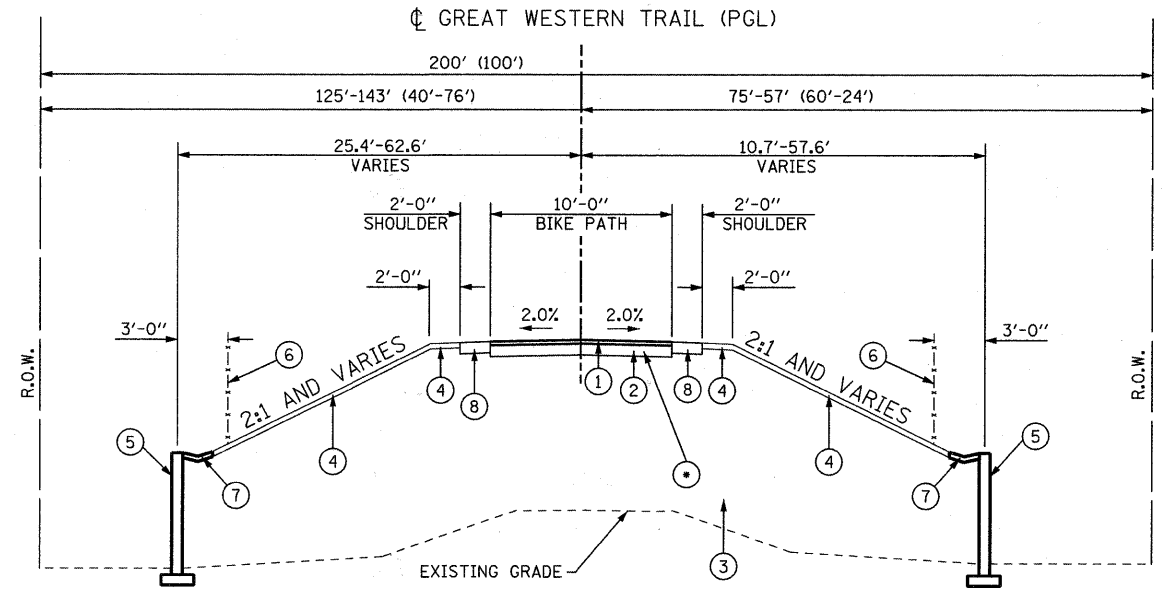 ℄ GREAT WESTERN TRAIL (PGL)
200' (100')
125'-143' (40'-76')
75'-57' (60'-24')
25.4'-62.6'
VARIES
10.7'-57.6'
VARIES
2'-0"
SHOULDER
10'-0"
BIKE PATH
2'-0"
SHOULDER
2'-0"
2'-0"
3'-0"
2.0%
2.0%
3'-0"
R.O.W.
6
2:1 AND VARIES
4
8
1
2
8
4
2:1 AND VARIES
6
R.O.W.
5
4
7
*
4
7
5
EXISTING GRADE
3